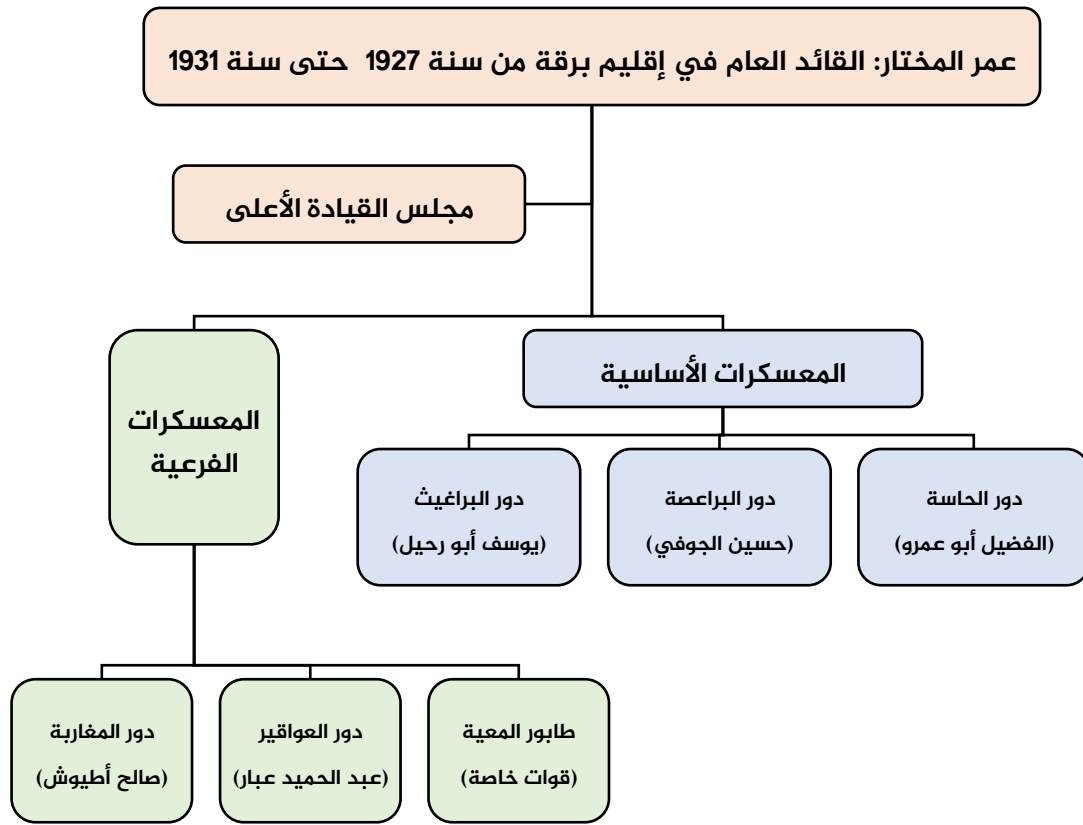 عمر المختار: القائد العام في إقليم برقة من سنة 1927 حتى سنة 1931
مجلس القيادة الأعلى
المعسكرات الأساسية
دور الحاسة
(الفضيل أبو عمرو)
دور البراعصة
(حسين الجوفي)
دور البراغيث
(يوسف أبو رحيل)
المعسكرات
الفرعية
طابور المعية
(قوات خاصة)
دور العواقير
(عبد الحميد عبار)
دور المغاربة
(صالح أطيوش)